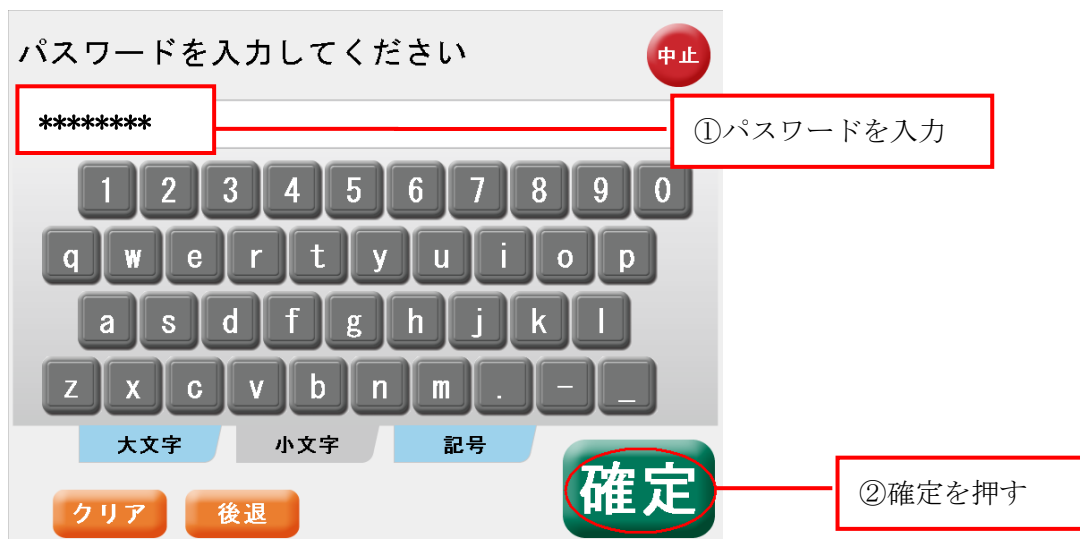 パスワードを入力してください
中止
********
①パスワードを入力
1 2 3 4 5 6 7 8 9 0
q w e r t y u i o p
a s d f g h j k l
z x c v b n m . - _
大文字 小文字 記号
確定
②確定を押す
クリア 後退